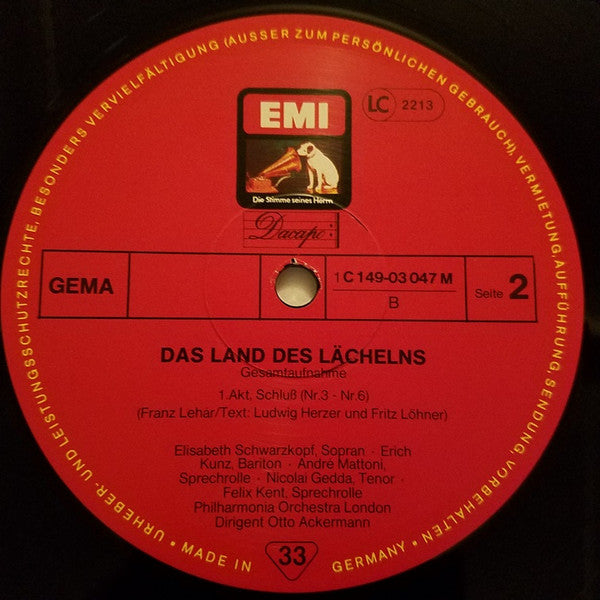 URHEBER- UND LEISTUNGSSCHUTZRECHTE, BESONDERS VERVIELFÄLTIGUNG (AUSSER ZUM PERSÖNLICHEN GEBRAUCH), VERMIETUNG, AUFFÜHRUNG, SENDUNG, VORBEHALTEN •
EMI
Die Stimme seines Herrn
LC 2213
Dacapo
GEMA
1 C 149-03 047 M
B
Seite 2
DAS LAND DES LÄCHELNS
Gesamtaufnahme
1.Akt, Schluß (Nr.3 - Nr.6)
(Franz Lehár/Text: Ludwig Herzer und Fritz Löhner)
Elisabeth Schwarzkopf, Sopran · Erich
Kunz, Bariton · André Mattoni,
Sprechrolle · Nicolai Gedda, Tenor ·
Felix Kent, Sprechrolle
Philharmonia Orchestra London
Dirigent Otto Ackermann
• MADE IN
33
GERMANY •